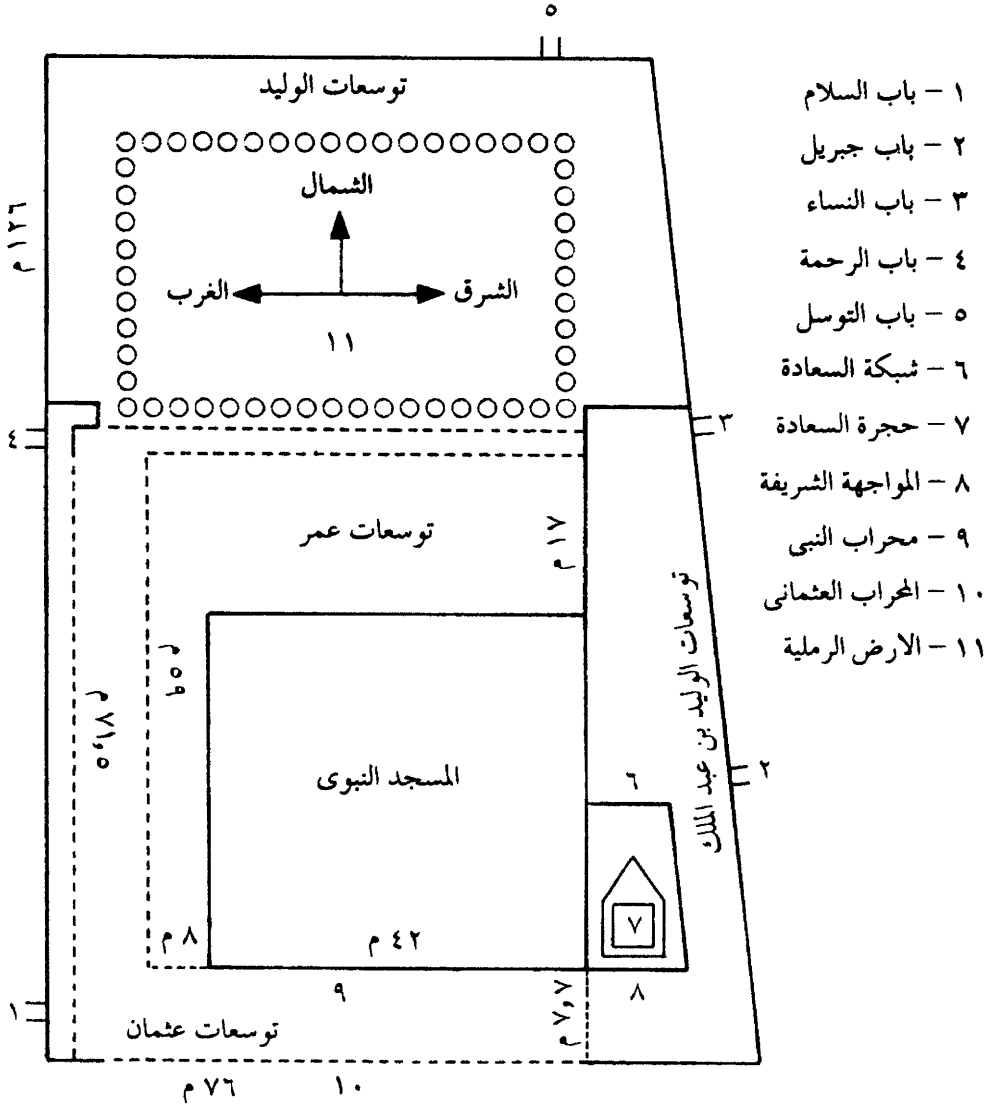 ٥
توسعات الوليد
الشمال
الغرب
الشرق
١١
١٢٦ م
٤
٣
توسعات عمر
١٧ م
٥٩ م
٧١,٥ م
المسجد النبوى
توسعات الوليد بن عبد الملك
٢
٦
٧
٨ م
٤٢ م
٩
٧,٧ م
٨
١
توسعات عثمان
٧٦ م
١٠
١ – باب السلام
٢ – باب جبريل
٣ – باب النساء
٤ – باب الرحمة
٥ – باب التوسل
٦ – شبكة السعادة
٧ – حجرة السعادة
٨ – المواجهة الشريفة
٩ – محراب النبى
١٠ – المحراب العثمانى
١١ – الارض الرملية